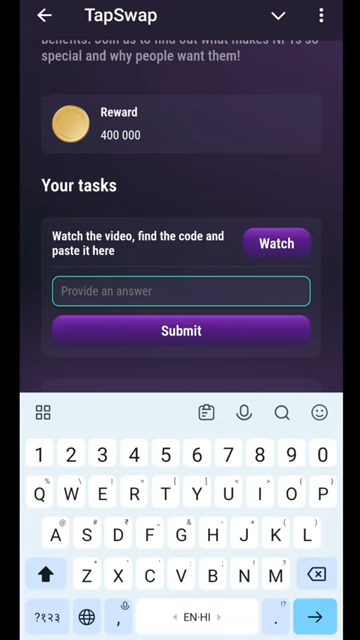 TapSwap
benefits. Join us to find out what makes NFTs so
special and why people want them!
Reward
400 000
Your tasks
Watch the video, find the code and
paste it here
Watch
Provide an answer
Submit
1 2 3 4 5 6 7 8 9 0
Q W E R T Y U I O P
A S D F G H J K L
Z X C V B N M
?१२३ , EN·HI .